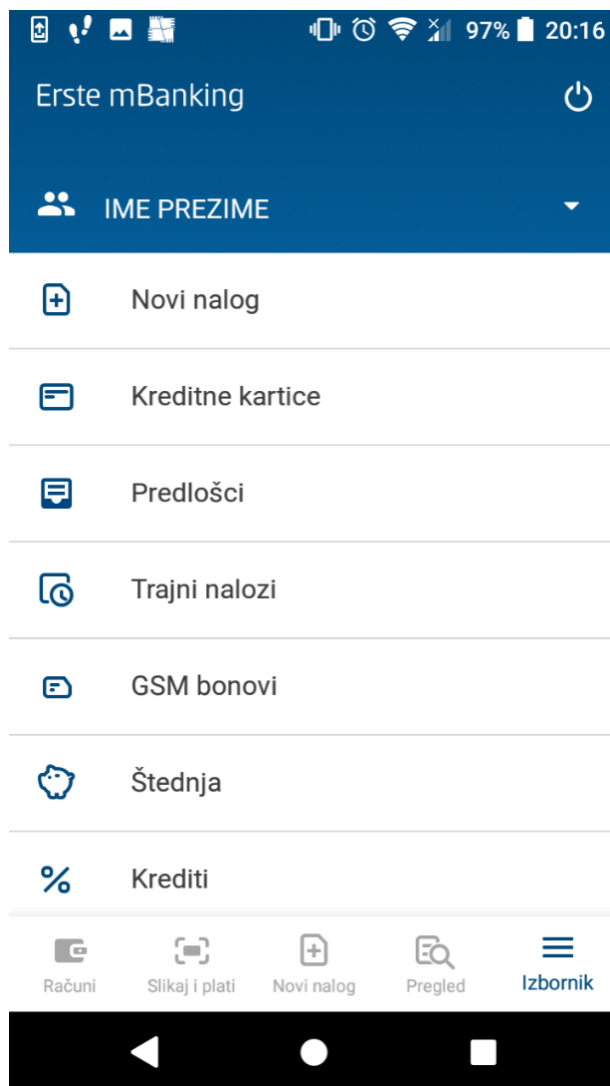 97% 20:16
Erste mBanking
IME PREZIME
Novi nalog
Kreditne kartice
Predlošci
Trajni nalozi
GSM bonovi
Štednja
Krediti
Računi Slikaj i plati Novi nalog Pregled Izbornik